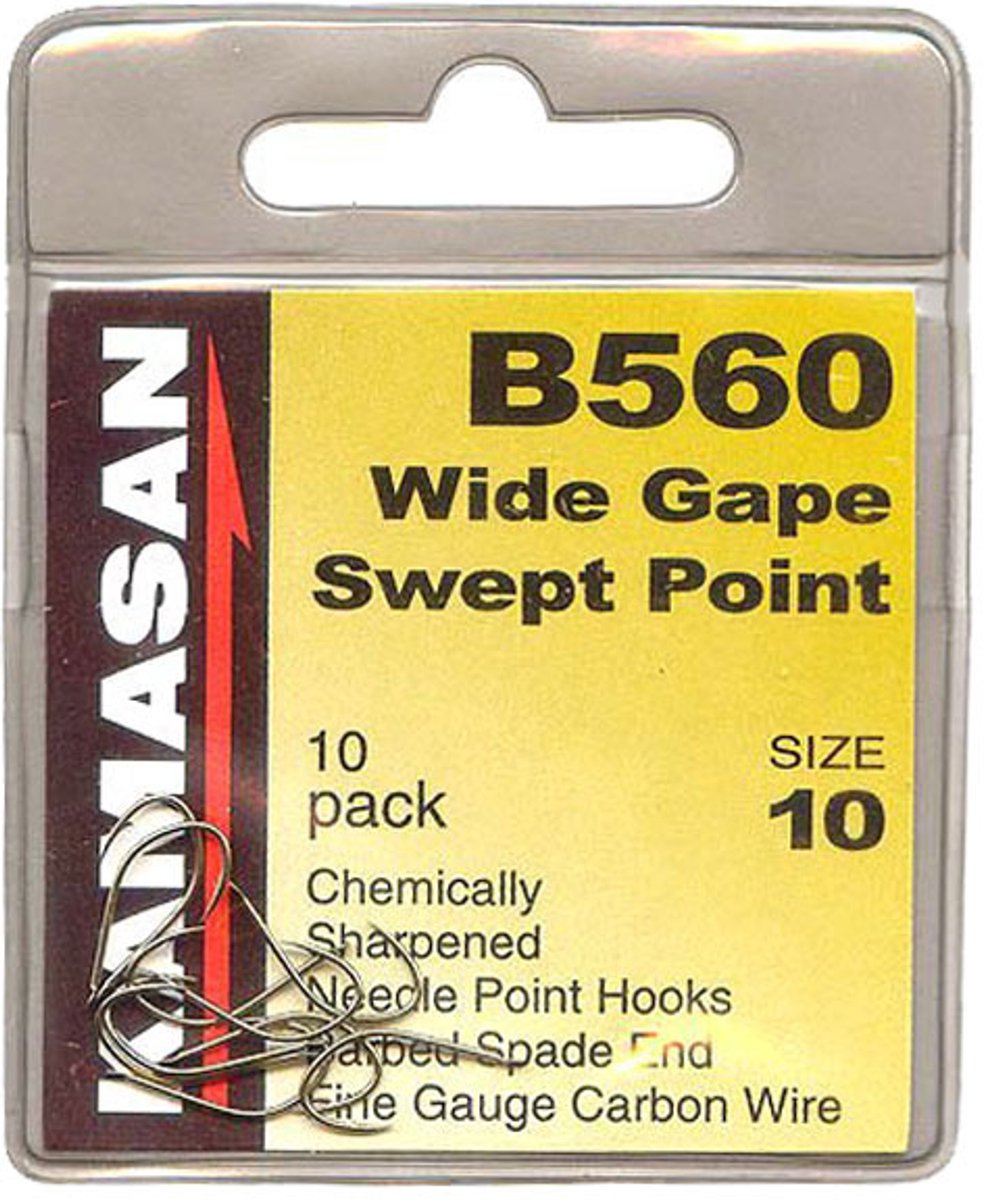 KAMASAN
B560
Wide Gape
Swept Point
10
pack
SIZE
10
Chemically
Sharpened
Needle Point Hooks
Barbed Spade End
Fine Gauge Carbon Wire